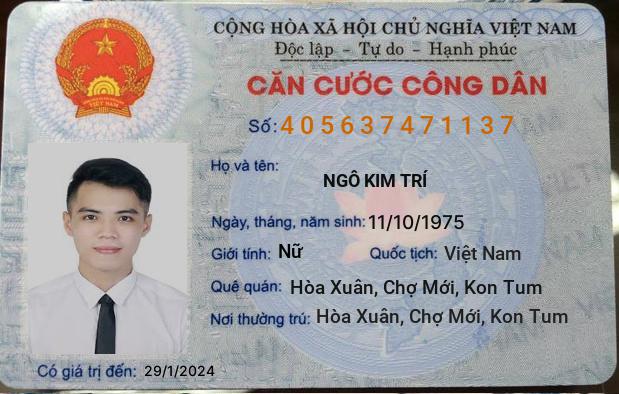 CỘNG HÒA XÃ HỘI CHỦ NGHĨA VIỆT NAM
Độc lập - Tự do - Hạnh phúc
CĂN CƯỚC CÔNG DÂN
Số: 405637471137
Họ và tên:
NGÔ KIM TRÍ
Ngày, tháng, năm sinh: 11/10/1975
Giới tính: Nữ Quốc tịch: Việt Nam
Quê quán: Hòa Xuân, Chợ Mới, Kon Tum
Nơi thường trú: Hòa Xuân, Chợ Mới, Kon Tum
Có giá trị đến: 29/1/2024
VIỆT NAM